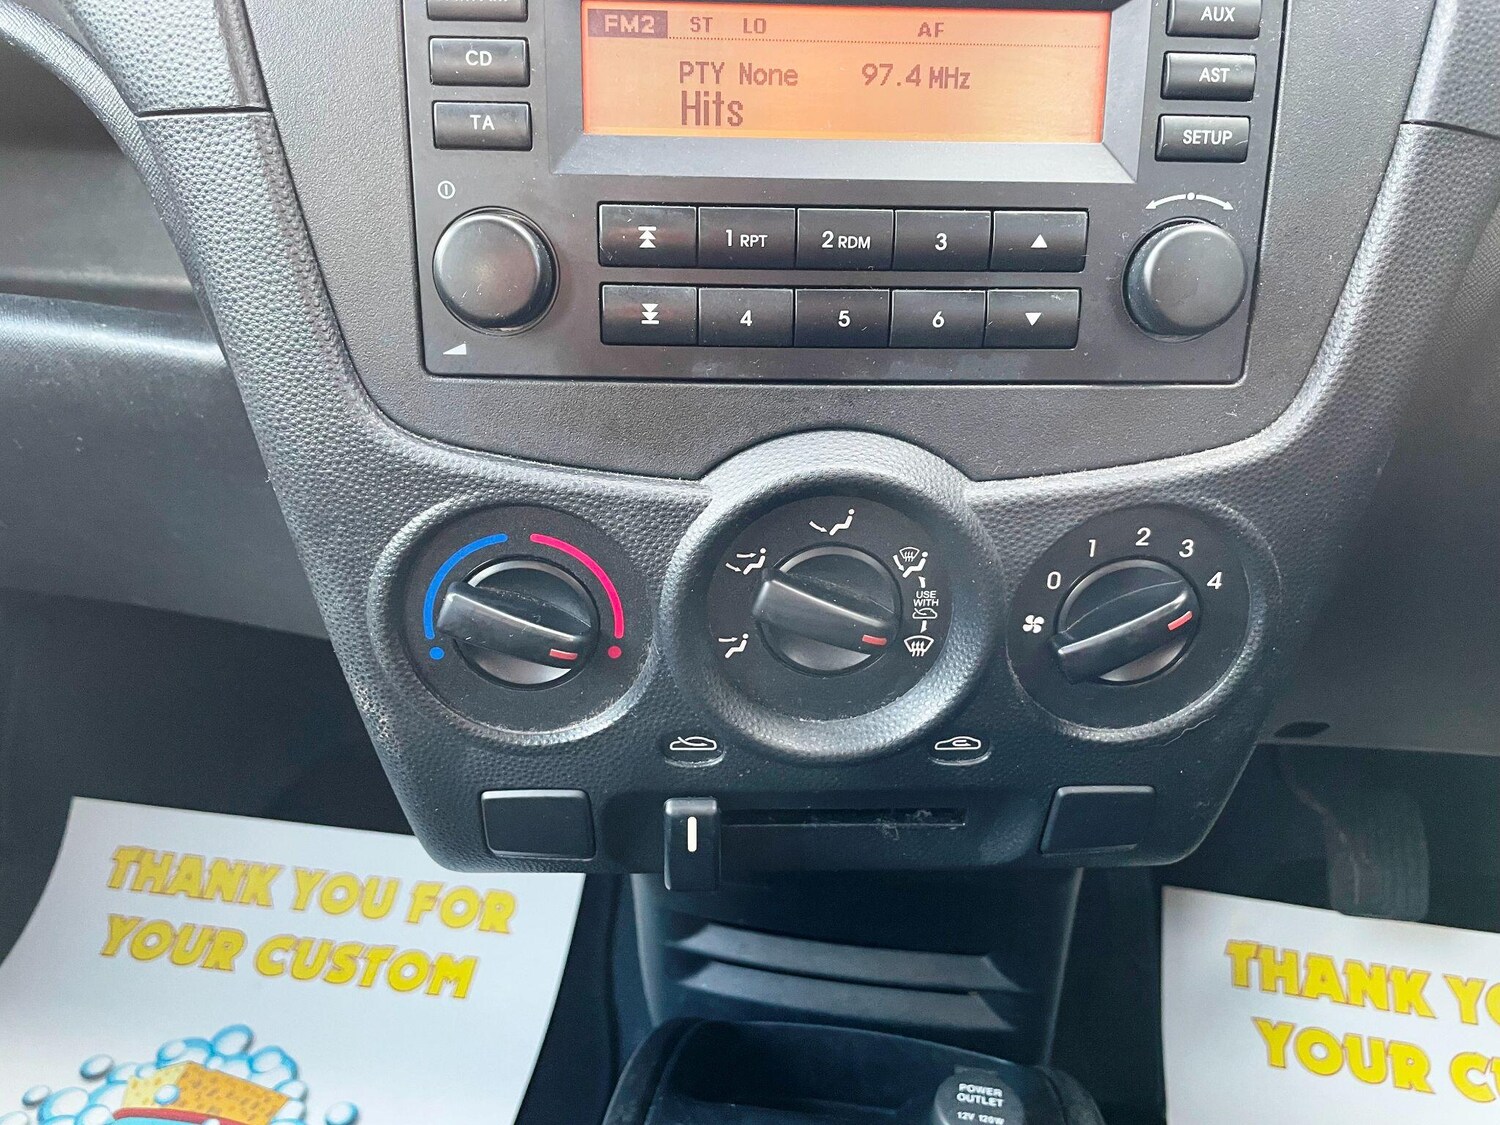 FM2 ST LO AF
PTY None 97.4 MHz
Hits
CD
TA
AUX
AST
SETUP
1 RPT 2 RDM 3
4 5 6
0 1 2 3 4
USE
WITH
THANK YOU FOR
YOUR CUSTOM
THANK
YOUR
POWER
OUTLET
12V 120W